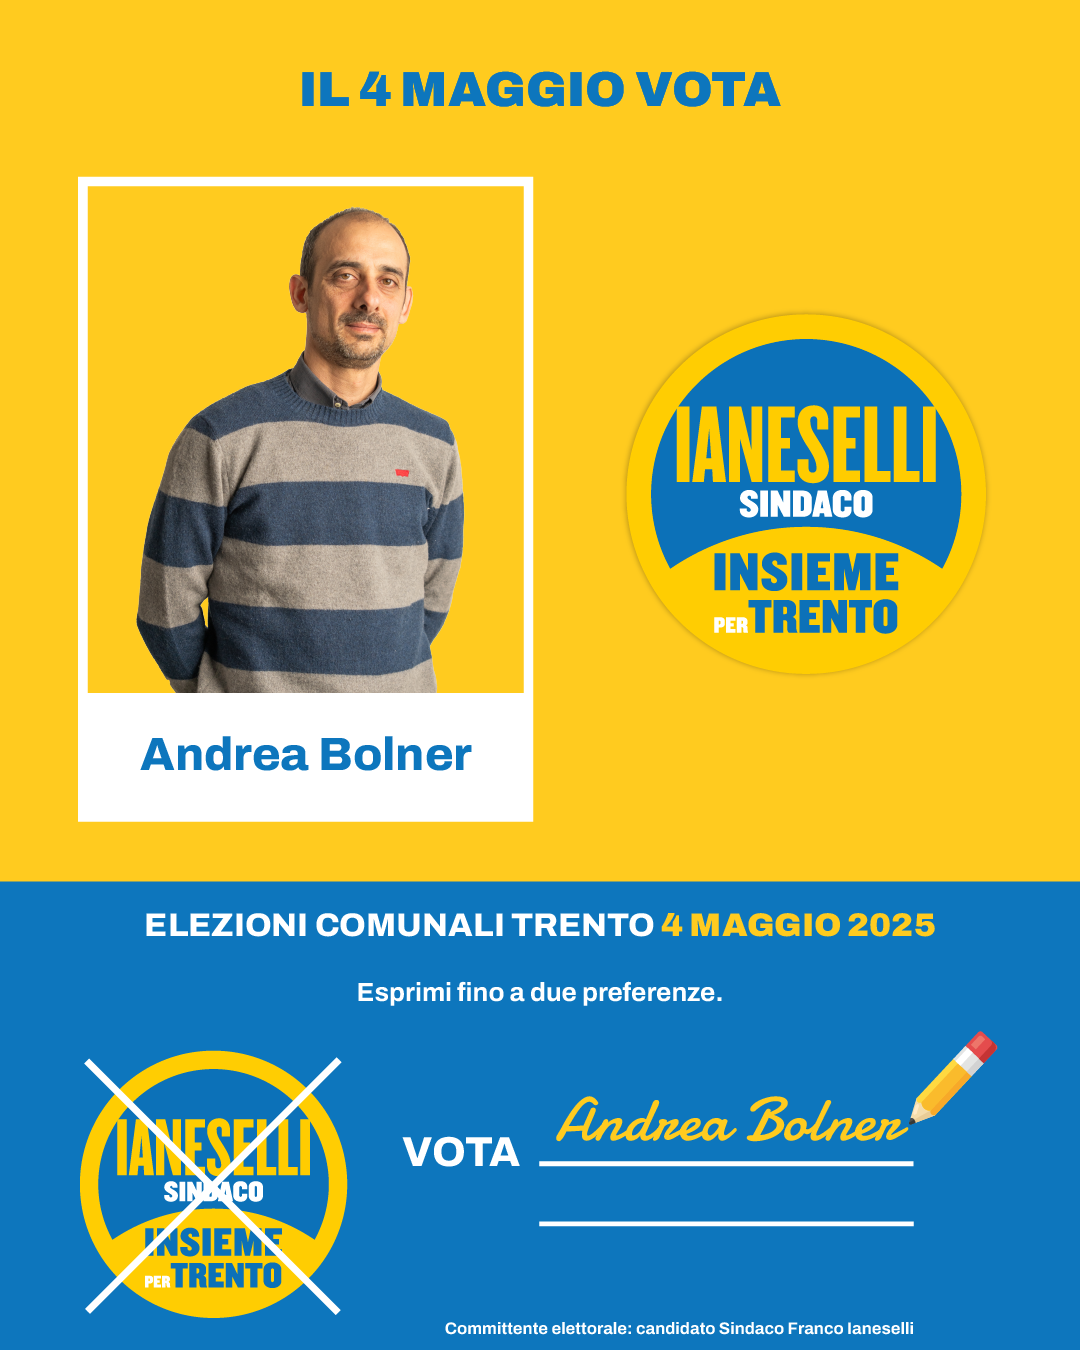 IL 4 MAGGIO VOTA
IANESELLI
SINDACO
INSIEME
PER TRENTO
Andrea Bolner
ELEZIONI COMUNALI TRENTO 4 MAGGIO 2025
Esprimi fino a due preferenze.
IANESELLI
SINDACO
INSIEME
PER TRENTO
VOTA Andrea Bolner
Committente elettorale: candidato Sindaco Franco Ianeselli